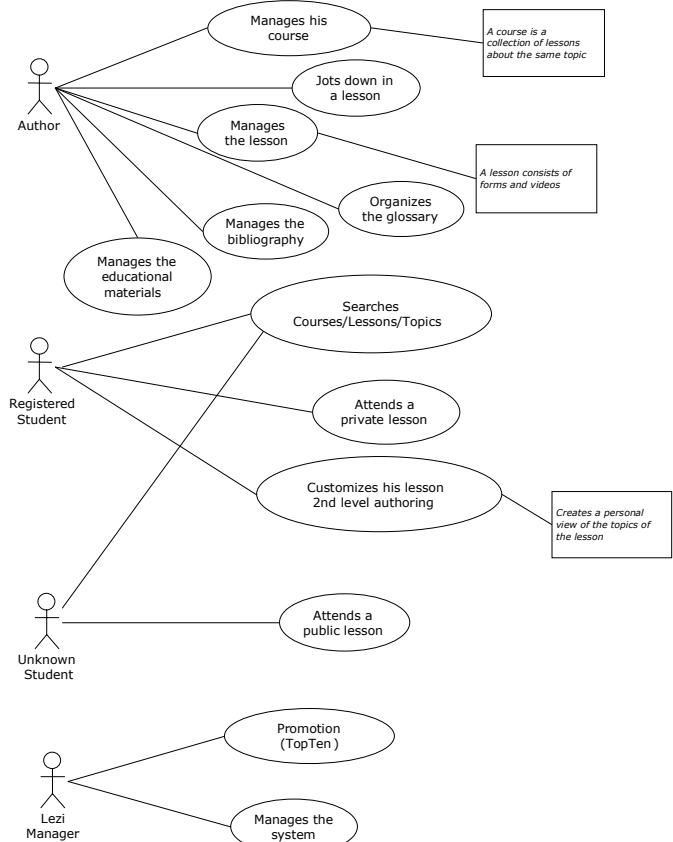 Manages his
course
A course is a
collection of lessons
about the same topic
Jots down in
a lesson
Author
Manages
the lesson
A lesson consists of
forms and videos
Organizes
the glossary
Manages the
bibliography
Manages the
educational
materials
Searches
Courses/Lessons/Topics
Registered
Student
Attends a
private lesson
Customizes his lesson
2nd level authoring
Creates a personal
view of the topics of
the lesson
Attends a
public lesson
Unknown
Student
Promotion
(TopTen)
Lezi
Manager
Manages the
system